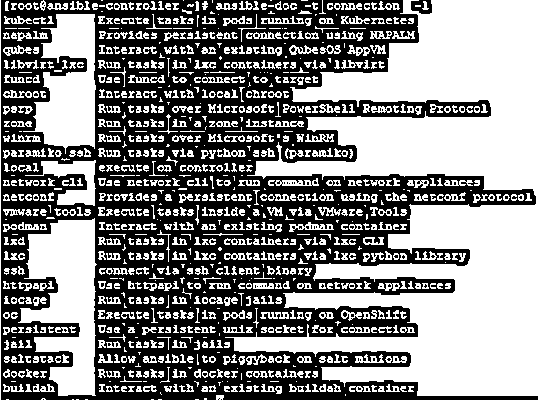 [root@ansible-controller ~]# ansible-doc -t connection -l
kubectl Execute tasks in pods running on Kubernetes
napalm Provides persistent connection using NAPALM
qubes Interact with an existing QubesOS AppVM
libvirt_lxc Run tasks in lxc containers via libvirt
funcd Use funcd to connect to target
chroot Interact with local chroot
psrp Run tasks over Microsoft PowerShell Remoting Protocol
zone Run tasks in a zone instance
winrm Run tasks over Microsoft's WinRM
paramiko_ssh Run tasks via python ssh (paramiko)
local execute on controller
network_cli Use network_cli to run command on network appliances
netconf Provides a persistent connection using the netconf protocol
vmware_tools Execute tasks inside a VM via VMware Tools
podman Interact with an existing podman container
lxd Run tasks in lxc containers via lxc CLI
lxc Run tasks in lxc containers via lxc python library
ssh connect via ssh client binary
httpapi Use httpapi to run command on network appliances
iocage Run tasks in iocage jails
oc Execute tasks in pods running on OpenShift
persistent Use a persistent unix socket for connection
jail Run tasks in jails
saltstack Allow ansible to piggyback on salt minions
docker Run tasks in docker containers
buildah Interact with an existing buildah container